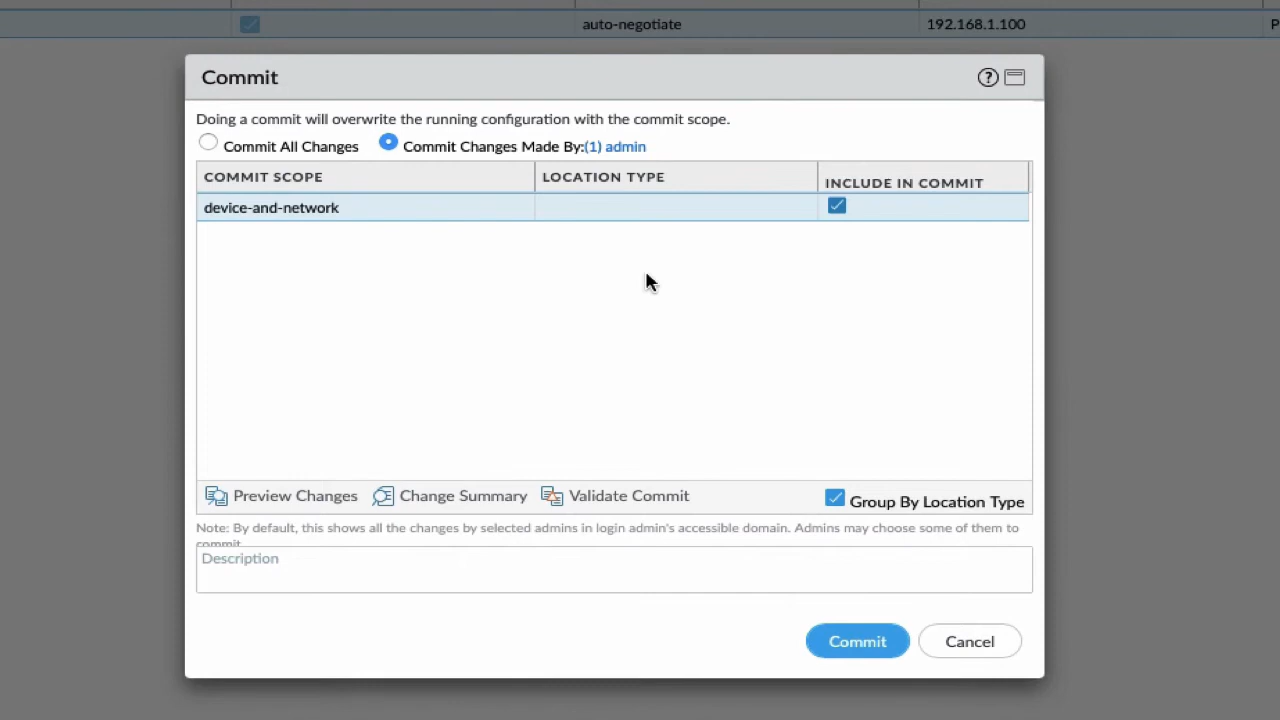 auto-negotiate 192.168.1.100 P
Commit
Doing a commit will overwrite the running configuration with the commit scope.
Commit All Changes Commit Changes Made By:(1) admin
COMMIT SCOPE LOCATION TYPE INCLUDE IN COMMIT
device-and-network
Preview Changes Change Summary Validate Commit Group By Location Type
Note: By default, this shows all the changes by selected admins in login admin's accessible domain. Admins may choose some of them to
commit.
Description
Commit Cancel